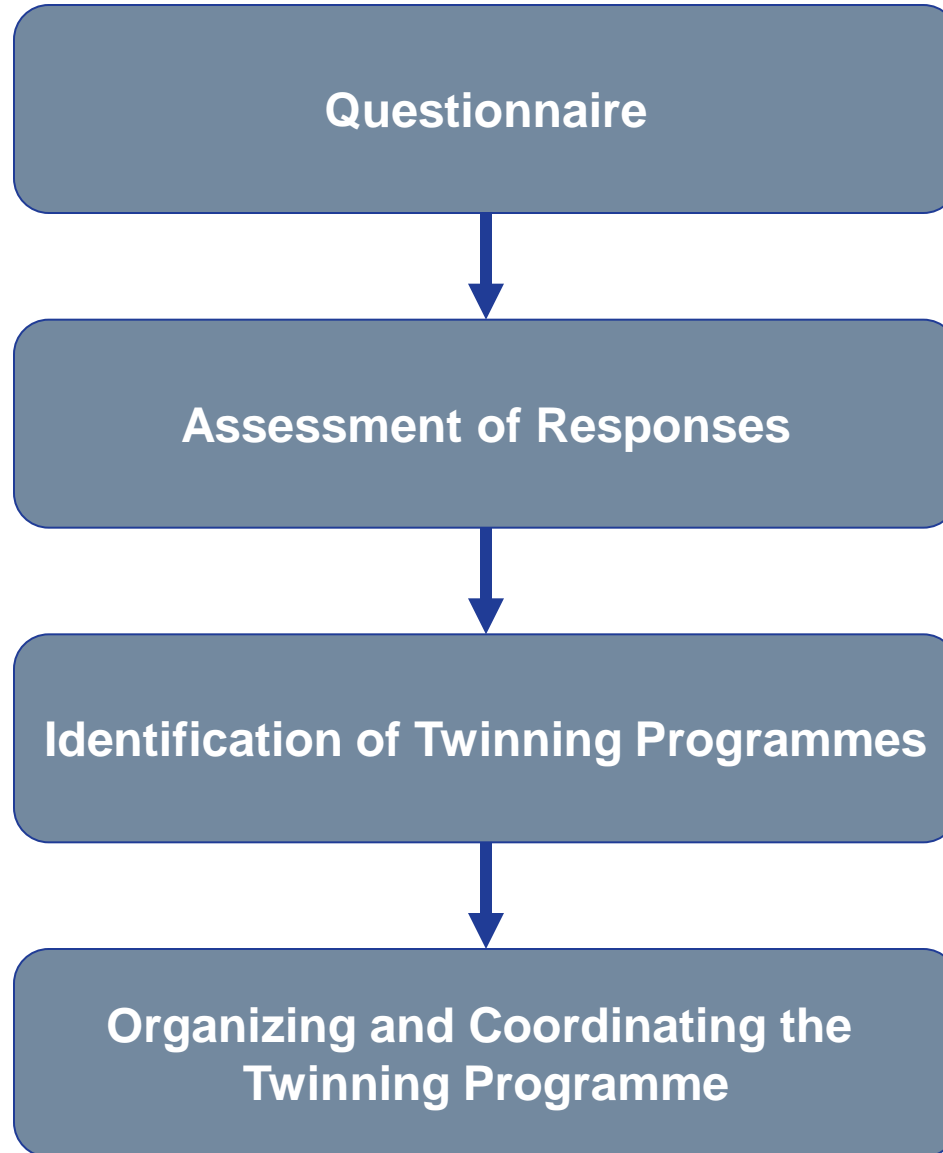 Questionnaire
Assessment of Responses
Identification of Twinning Programmes
Organizing and Coordinating the
Twinning Programme